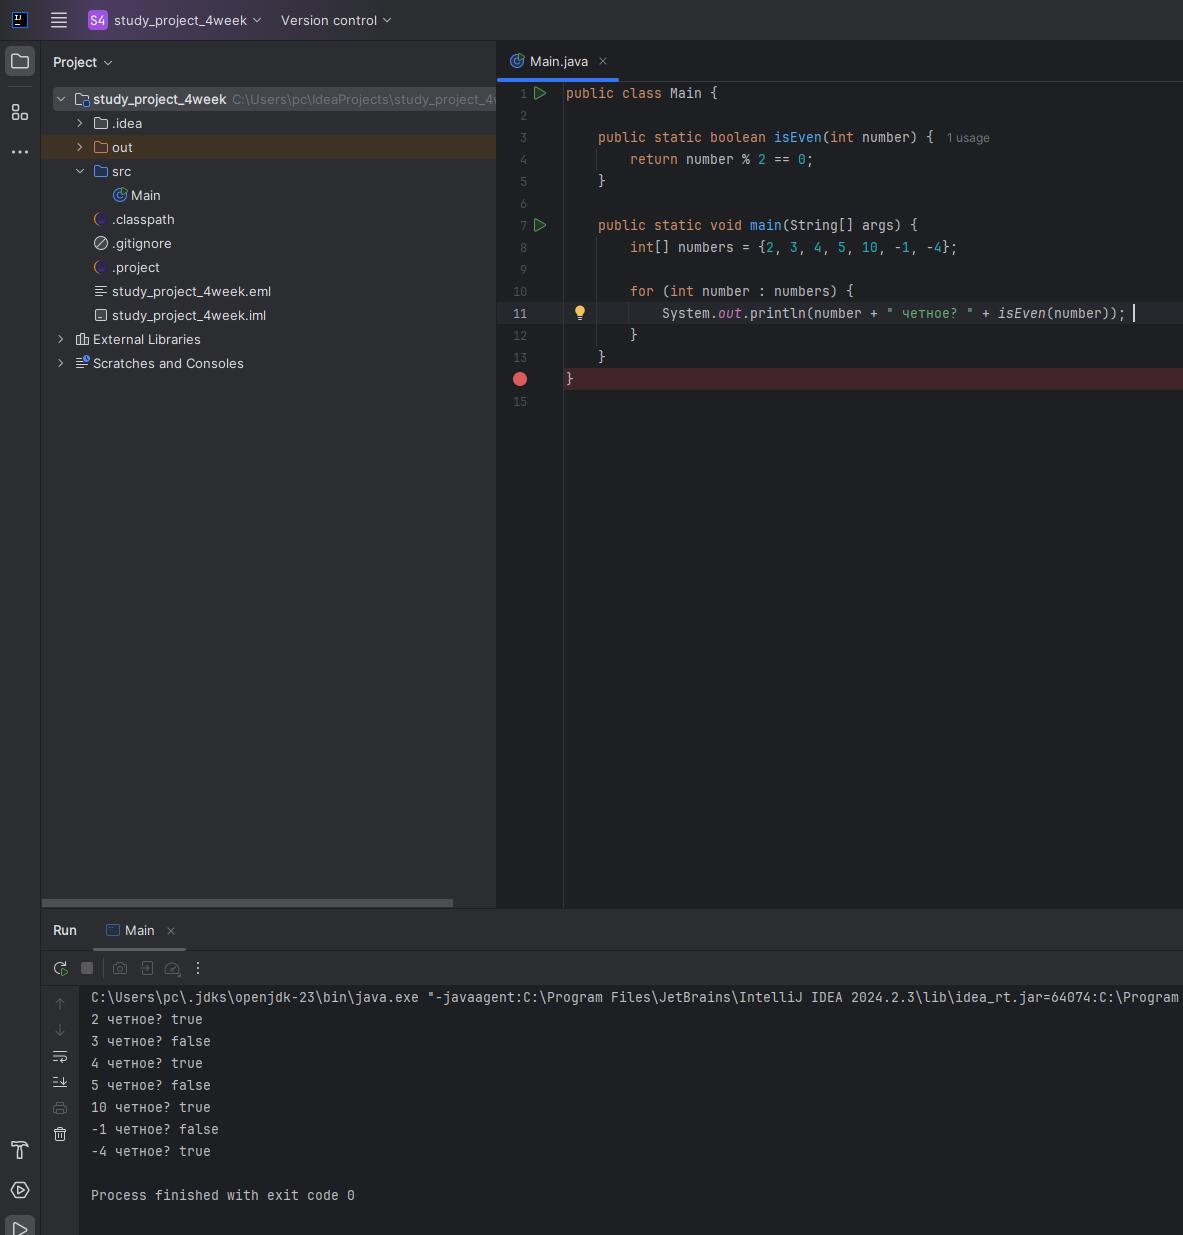 S4 study_project_4week Version control
Project
study_project_4week C:\Users\pc\IdeaProjects\study_project_4w
.idea
out
src
Main
.classpath
.gitignore
.project
study_project_4week.eml
study_project_4week.iml
External Libraries
Scratches and Consoles
Main.java
1 public class Main {
2
3 public static boolean isEven(int number) { 1 usage
4 return number % 2 == 0;
5 }
6
7 public static void main(String[] args) {
8 int[] numbers = {2, 3, 4, 5, 10, -1, -4};
9
10 for (int number : numbers) {
11 System.out.println(number + " четное? " + isEven(number));
12 }
13 }
}
15
Run Main
C:\Users\pc\.jdks\openjdk-23\bin\java.exe "-javaagent:C:\Program Files\JetBrains\IntelliJ IDEA 2024.2.3\lib\idea_rt.jar=64074:C:\Program
2 четное? true
3 четное? false
4 четное? true
5 четное? false
10 четное? true
-1 четное? false
-4 четное? true
Process finished with exit code 0